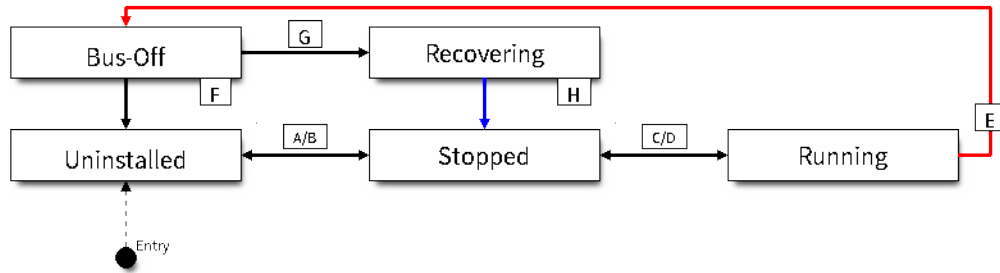 G
Bus-Off
Recovering
F
H
E
A/B
C/D
Uninstalled
Stopped
Running
Entry